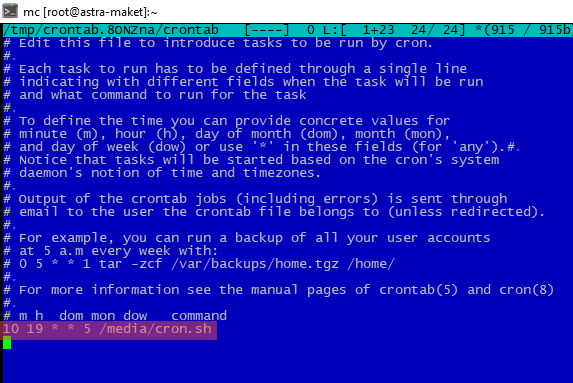 mc [root@astra-maket]:~
/tmp/crontab.8ONZna/crontab [----] 0 L:[ 1+23 24/ 24] *(915 / 915b
# Edit this file to introduce tasks to be run by cron.
#.
# Each task to run has to be defined through a single line
# indicating with different fields when the task will be run
# and what command to run for the task
#.
# To define the time you can provide concrete values for
# minute (m), hour (h), day of month (dom), month (mon),
# and day of week (dow) or use '*' in these fields (for 'any').#.
# Notice that tasks will be started based on the cron's system
# daemon's notion of time and timezones.
#.
# Output of the crontab jobs (including errors) is sent through
# email to the user the crontab file belongs to (unless redirected).
#.
# For example, you can run a backup of all your user accounts
# at 5 a.m every week with:
# 0 5 * * 1 tar -zcf /var/backups/home.tgz /home/
#.
# For more information see the manual pages of crontab(5) and cron(8)
#.
# m h  dom mon dow   command
10 19 * * 5 /media/cron.sh